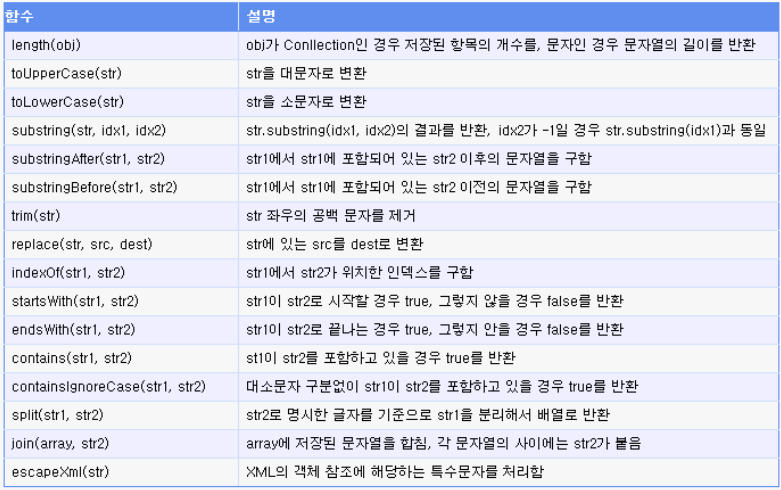 함수 설명
length(obj) obj가 Conllection인 경우 저장된 항목의 개수를, 문자인 경우 문자열의 길이를 반환
toUpperCase(str) str을 대문자로 변환
toLowerCase(str) str을 소문자로 변환
substring(str, idx1, idx2) str.substring(idx1, idx2)의 결과를 반환, idx2가 -1일 경우 str.substring(idx1)과 동일
substringAfter(str1, str2) str1에서 str1에 포함되어 있는 str2 이후의 문자열을 구함
substringBefore(str1, str2) str1에서 str1에 포함되어 있는 str2 이전의 문자열을 구함
trim(str) str 좌우의 공백 문자를 제거
replace(str, src, dest) str에 있는 src를 dest로 변환
indexOf(str1, str2) str1에서 str2가 위치한 인덱스를 구함
startsWith(str1, str2) str1이 str2로 시작할 경우 true, 그렇지 않을 경우 false를 반환
endsWith(str1, str2) str1이 str2로 끝나는 경우 true, 그렇지 안을 경우 false를 반환
contains(str1, str2) st1이 str2를 포함하고 있을 경우 true를 반환
containsIgnoreCase(str1, str2) 대소문자 구분없이 str1이 str2를 포함하고 있을 경우 true를 반환
split(str1, str2) str2로 명시한 글자를 기준으로 str1을 분리해서 배열로 반환
join(array, str2) array에 저장된 문자열을 합침, 각 문자열의 사이에는 str2가 붙음
escapeXml(str) XML의 객체 참조에 해당하는 특수문자를 처리함